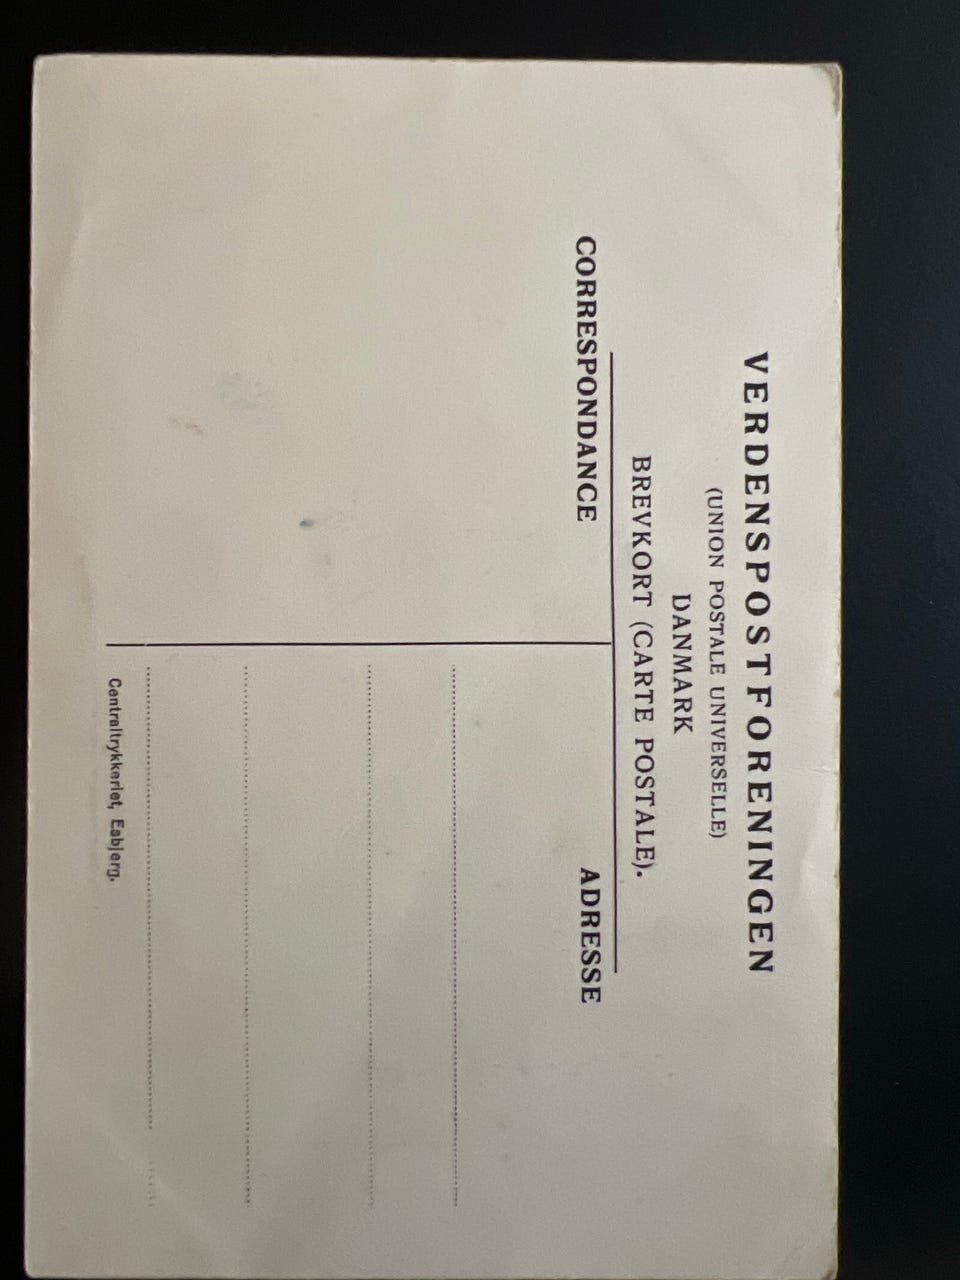 VERDENSPOSTFORENINGEN
(UNION POSTALE UNIVERSELLE)
DANMARK
BREVKORT (CARTE POSTALE).
CORRESPONDANCE
ADRESSE
Centraltrykkeriet, Esbjerg.